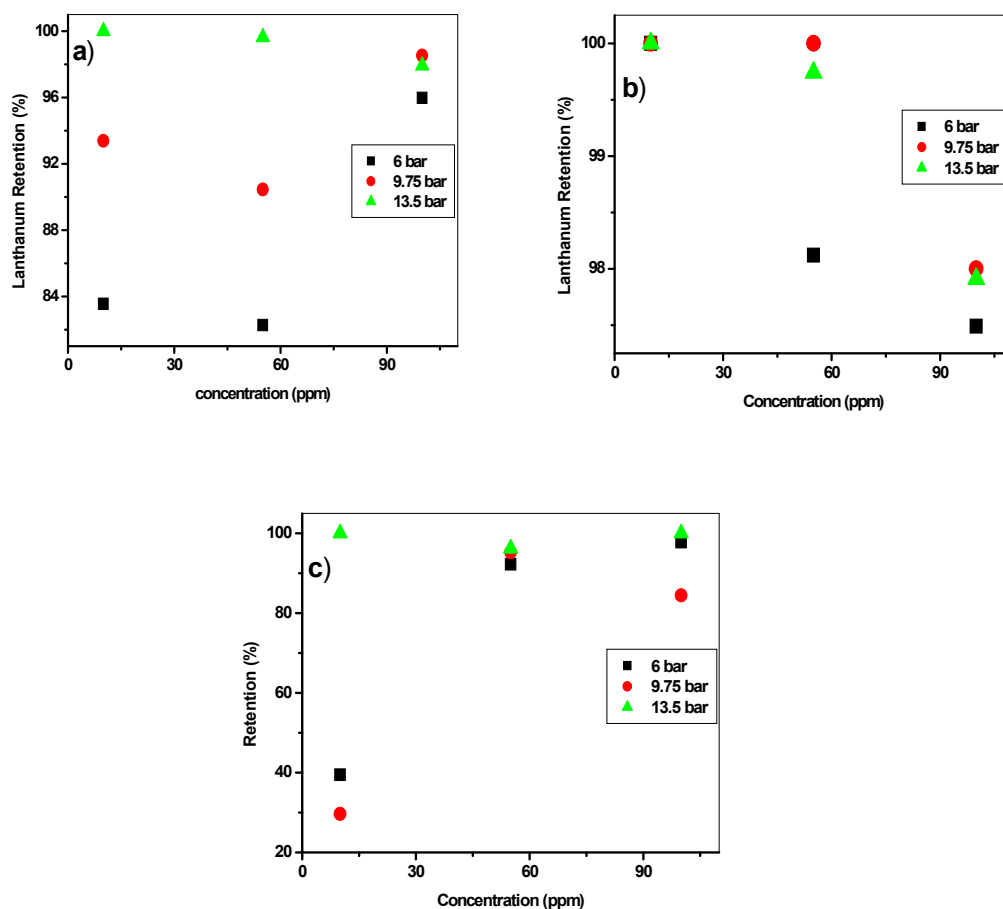 a)
Lanthanum Retention (%)
100
96
92
88
84
6 bar
9.75 bar
13.5 bar
0
30
60
90
concentration (ppm)
b)
Lanthanum Retention (%)
100
99
98
6 bar
9.75 bar
13.5 bar
0
30
60
90
Concentration (ppm)
c)
Retention (%)
100
80
60
40
20
6 bar
9.75 bar
13.5 bar
0
30
60
90
Concentration (ppm)